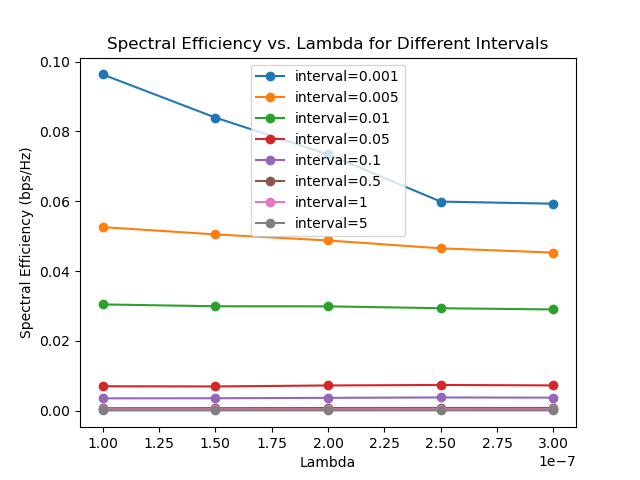 Spectral Efficiency vs. Lambda for Different Intervals
Spectral Efficiency (bps/Hz)
0.10
0.08
0.06
0.04
0.02
0.00
interval=0.001
interval=0.005
interval=0.01
interval=0.05
interval=0.1
interval=0.5
interval=1
interval=5
1.00 1.25 1.50 1.75 2.00 2.25 2.50 2.75 3.00
1e−7
Lambda